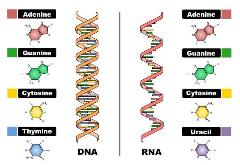 Adenine
Guanine
Cytosine
Thymine
DNA
RNA
Adenine
Guanine
Cytosine
Uracil